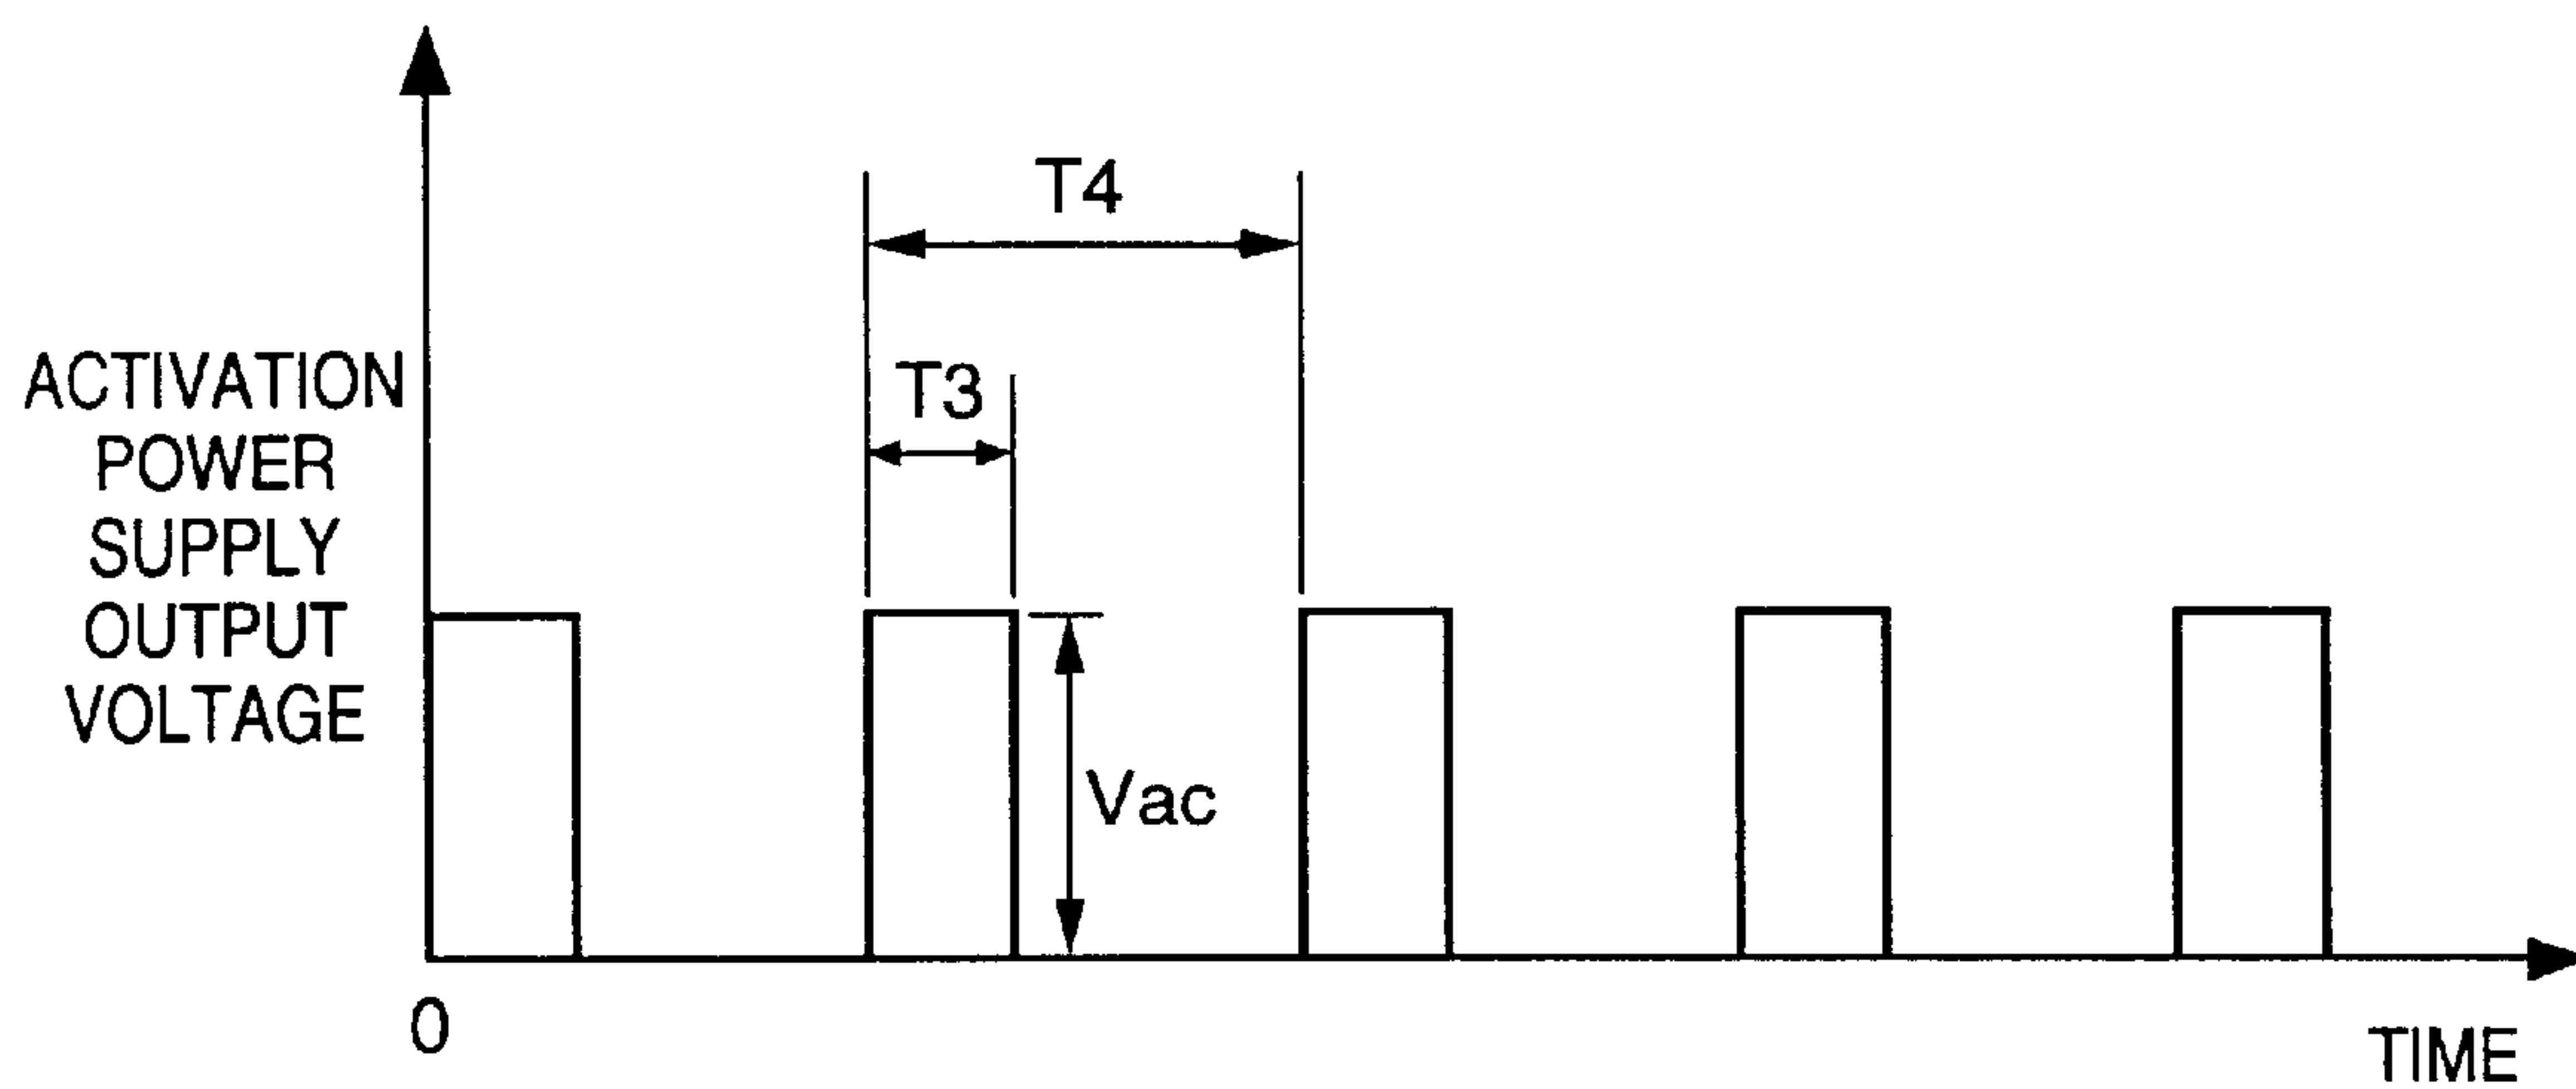 T4
T3
ACTIVATION
POWER
SUPPLY
OUTPUT
VOLTAGE
Vac
0
TIME